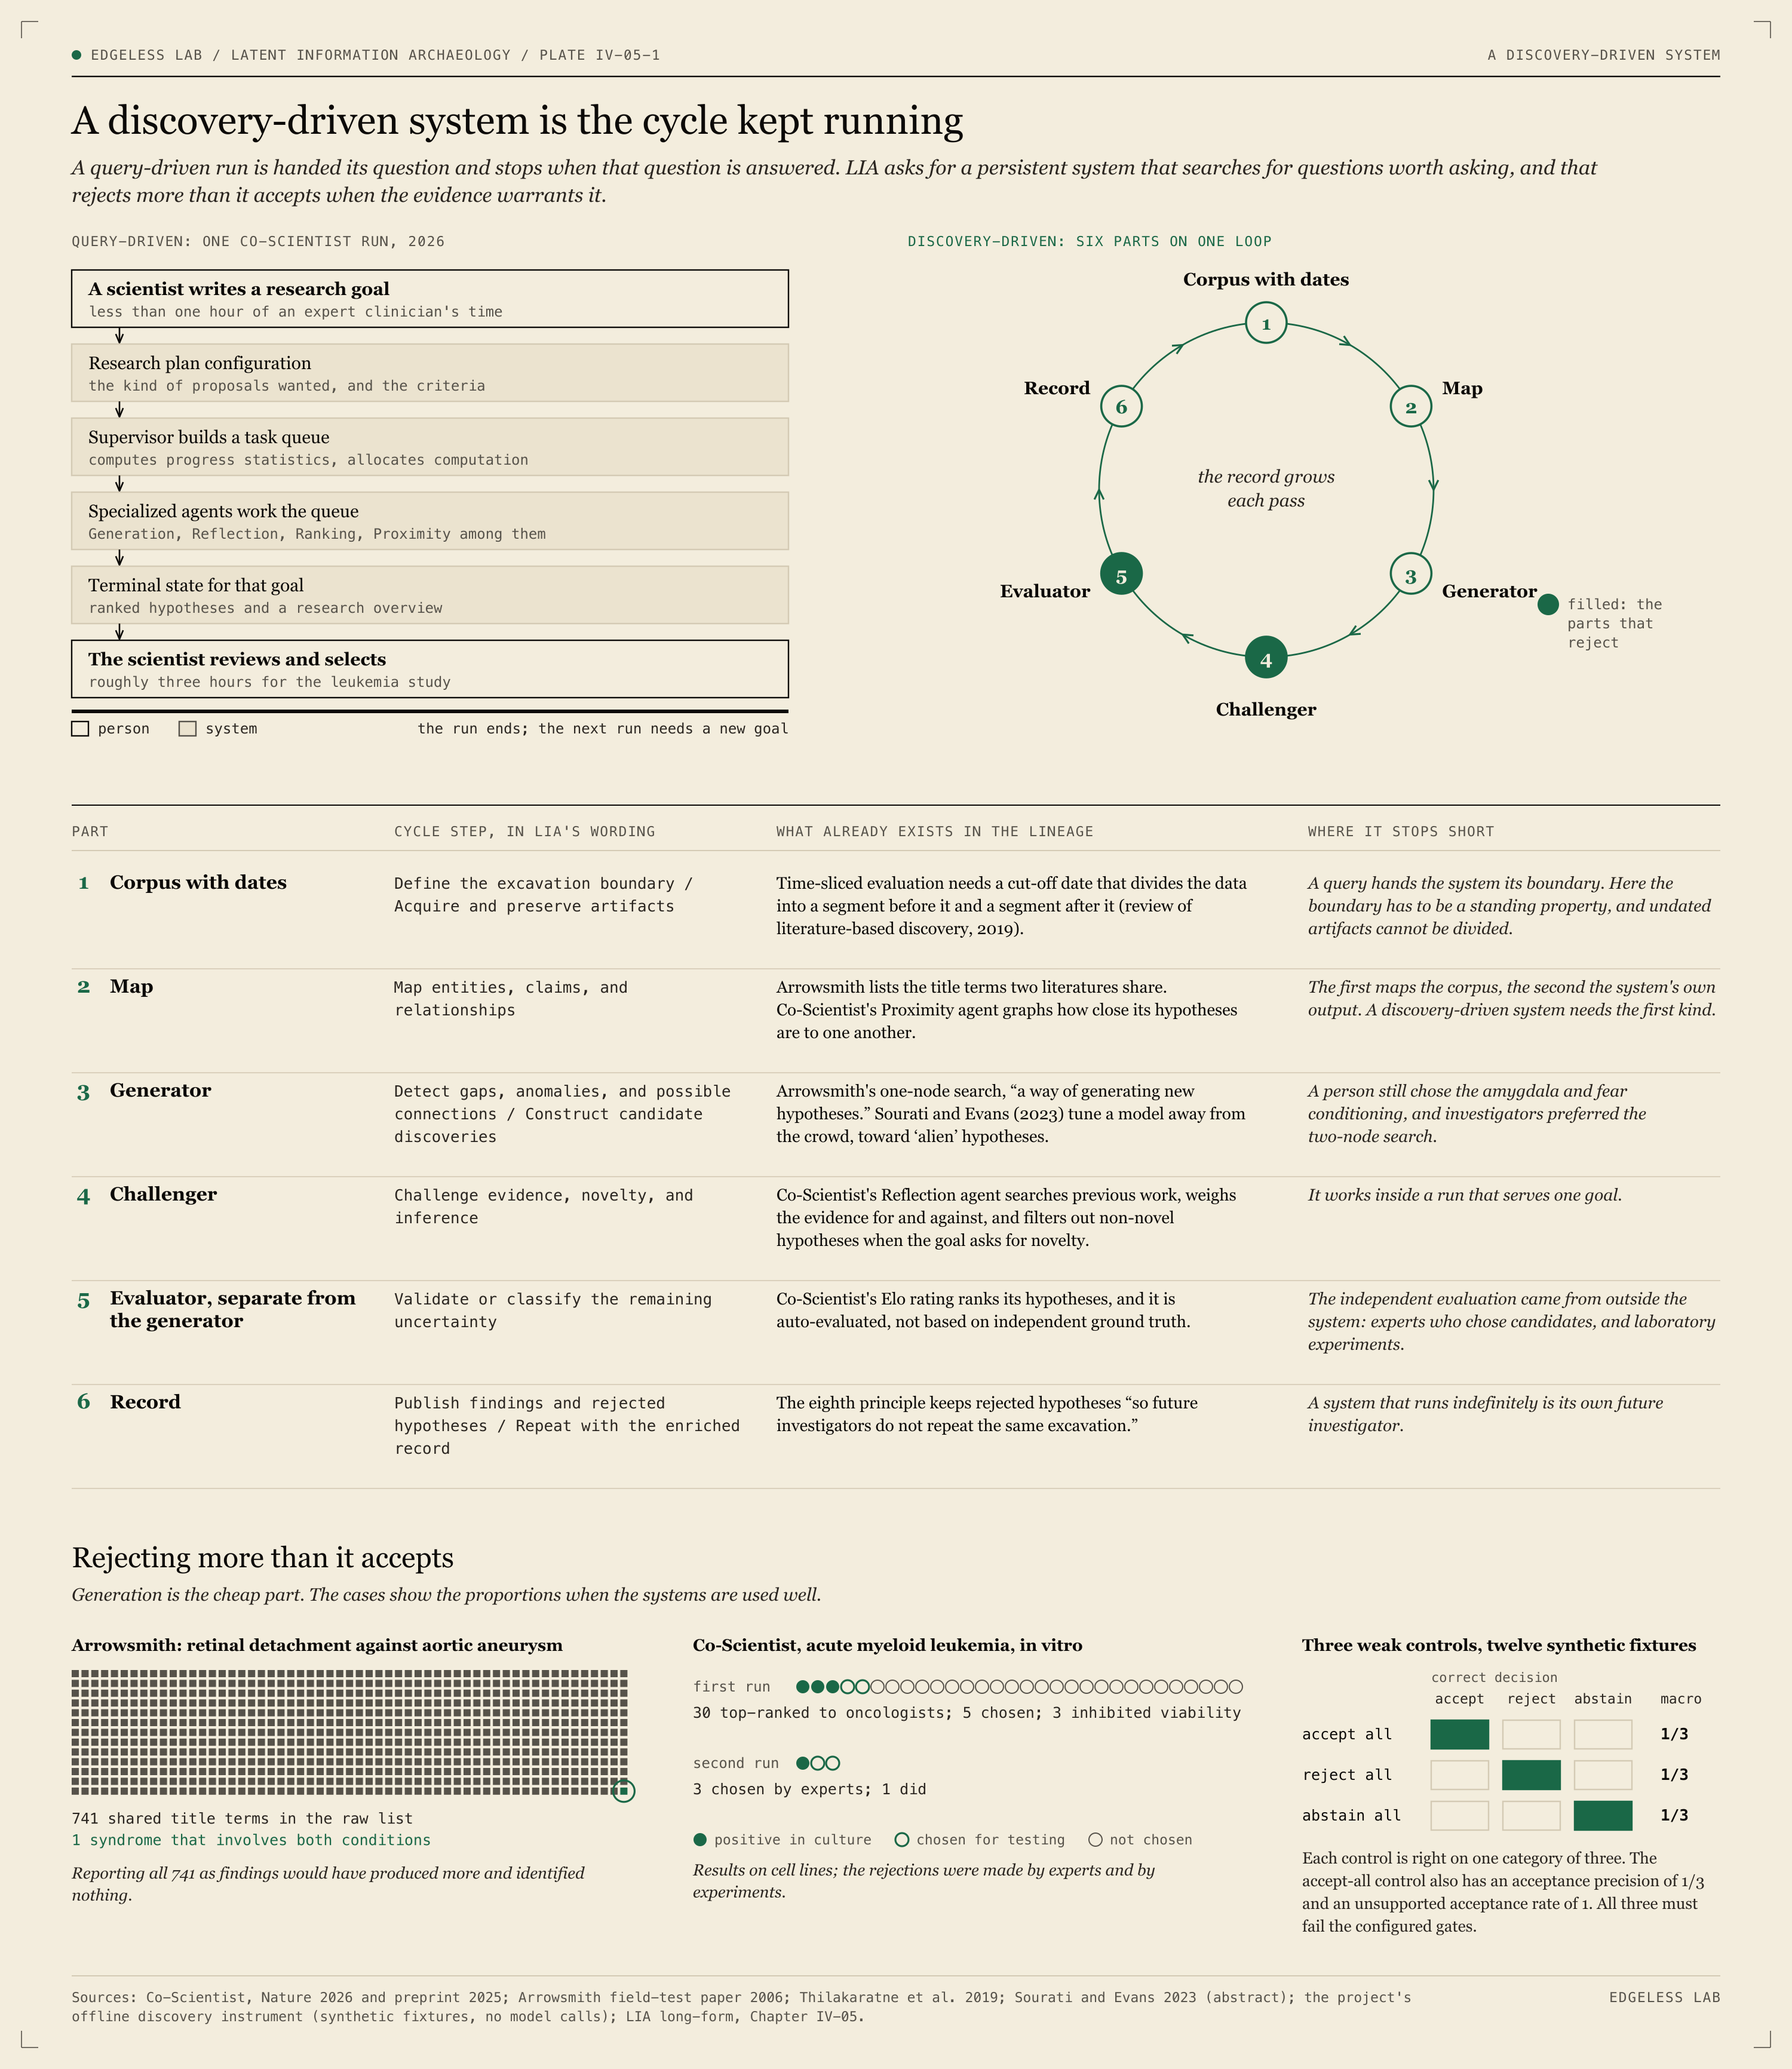 EDGELESS LAB / LATENT INFORMATION ARCHAEOLOGY / PLATE IV-05-1
A DISCOVERY-DRIVEN SYSTEM
A discovery-driven system is the cycle kept running
A query-driven run is handed its question and stops when that question is answered. LIA asks for a persistent system that searches for questions worth asking, and that
rejects more than it accepts when the evidence warrants it.
QUERY-DRIVEN: ONE CO-SCIENTIST RUN, 2026
A scientist writes a research goal
less than one hour of an expert clinician's time
Research plan configuration
the kind of proposals wanted, and the criteria
Supervisor builds a task queue
computes progress statistics, allocates computation
Specialized agents work the queue
Generation, Reflection, Ranking, Proximity among them
Terminal state for that goal
ranked hypotheses and a research overview
The scientist reviews and selects
roughly three hours for the leukemia study
person
system
the run ends; the next run needs a new goal
DISCOVERY-DRIVEN: SIX PARTS ON ONE LOOP
Corpus with dates
1
Record
6
2
Map
the record grows
each pass
Evaluator
5
3
Generator
filled: the
parts that
reject
4
Challenger
PART
CYCLE STEP, IN LIA'S WORDING
WHAT ALREADY EXISTS IN THE LINEAGE
WHERE IT STOPS SHORT
1
Corpus with dates
Define the excavation boundary /
Acquire and preserve artifacts
Time-sliced evaluation needs a cut-off date that divides the data
into a segment before it and a segment after it (review of
literature-based discovery, 2019).
A query hands the system its boundary. Here the
boundary has to be a standing property, and undated
artifacts cannot be divided.
2
Map
Map entities, claims, and
relationships
Arrowsmith lists the title terms two literatures share.
Co-Scientist's Proximity agent graphs how close its hypotheses
are to one another.
The first maps the corpus, the second the system's own
output. A discovery-driven system needs the first kind.
3
Generator
Detect gaps, anomalies, and possible
connections / Construct candidate
discoveries
Arrowsmith's one-node search, “a way of generating new
hypotheses.” Sourati and Evans (2023) tune a model away from
the crowd, toward ‘alien’ hypotheses.
A person still chose the amygdala and fear
conditioning, and investigators preferred the
two-node search.
4
Challenger
Challenge evidence, novelty, and
inference
Co-Scientist's Reflection agent searches previous work, weighs
the evidence for and against, and filters out non-novel
hypotheses when the goal asks for novelty.
It works inside a run that serves one goal.
5
Evaluator, separate from
the generator
Validate or classify the remaining
uncertainty
Co-Scientist's Elo rating ranks its hypotheses, and it is
auto-evaluated, not based on independent ground truth.
The independent evaluation came from outside the
system: experts who chose candidates, and laboratory
experiments.
6
Record
Publish findings and rejected
hypotheses / Repeat with the enriched
record
The eighth principle keeps rejected hypotheses “so future
investigators do not repeat the same excavation.”
A system that runs indefinitely is its own future
investigator.
Rejecting more than it accepts
Generation is the cheap part. The cases show the proportions when the systems are used well.
Arrowsmith: retinal detachment against aortic aneurysm
741 shared title terms in the raw list
1 syndrome that involves both conditions
Reporting all 741 as findings would have produced more and identified
nothing.
Co-Scientist, acute myeloid leukemia, in vitro
first run
30 top-ranked to oncologists; 5 chosen; 3 inhibited viability
second run
3 chosen by experts; 1 did
positive in culture
chosen for testing
not chosen
Results on cell lines; the rejections were made by experts and by
experiments.
Three weak controls, twelve synthetic fixtures
correct decision
accept
reject
abstain
macro
accept all
1/3
reject all
1/3
abstain all
1/3
Each control is right on one category of three. The
accept-all control also has an acceptance precision of 1/3
and an unsupported acceptance rate of 1. All three must
fail the configured gates.
Sources: Co-Scientist, Nature 2026 and preprint 2025; Arrowsmith field-test paper 2006; Thilakaratne et al. 2019; Sourati and Evans 2023 (abstract); the project's
offline discovery instrument (synthetic fixtures, no model calls); LIA long-form, Chapter IV-05.
EDGELESS LAB